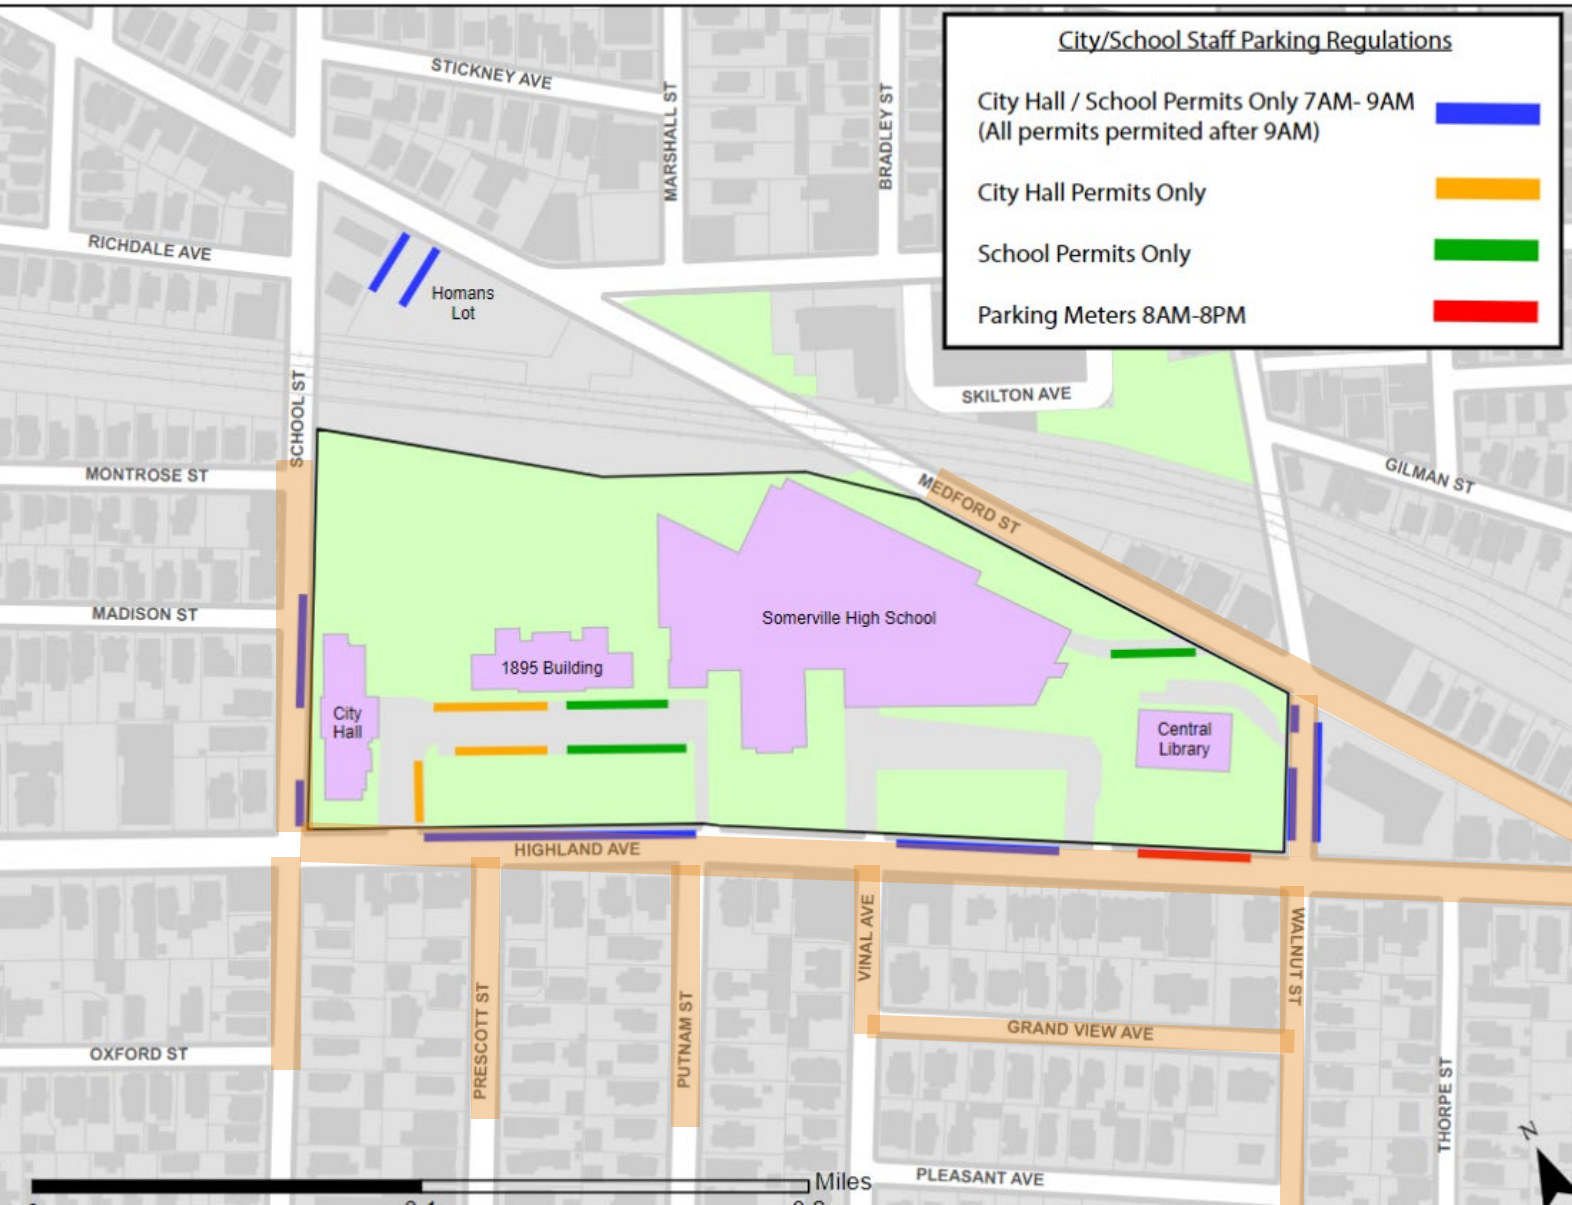 City/School Staff Parking Regulations
City Hall / School Permits Only 7AM- 9AM
(All permits permited after 9AM)
City Hall Permits Only
School Permits Only
Parking Meters 8AM-8PM
STICKNEY AVE
MARSHALL ST
BRADLEY ST
RICHDALE AVE
Homans
Lot
SCHOOL ST
SKILTON AVE
MONTROSE ST
GILMAN ST
MEDFORD ST
MADISON ST
Somerville High School
1895 Building
City
Hall
Central
Library
HIGHLAND AVE
VINAL AVE
WALNUT ST
PRESCOTT ST
PUTNAM ST
GRAND VIEW AVE
OXFORD ST
THORPE ST
PLEASANT AVE
N
Miles